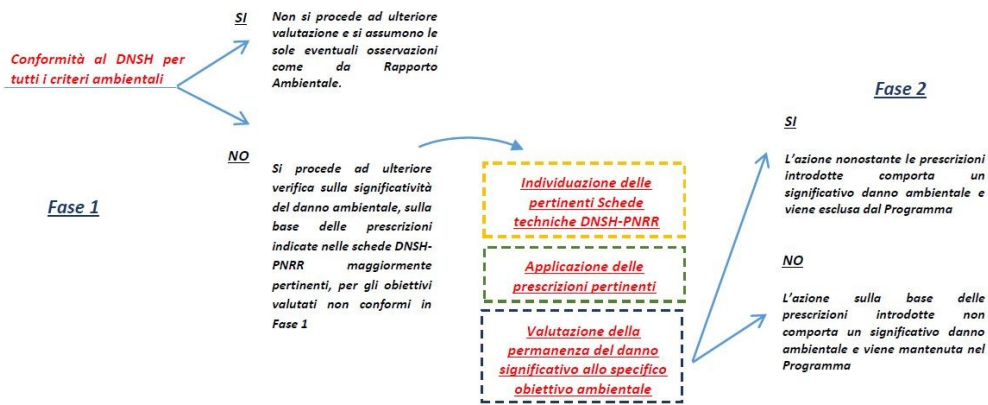 Conformità al DNSH per
tutti i criteri ambientali
SI
Non si procede ad ulteriore
valutazione e si assumono le
sole eventuali osservazioni
come da Rapporto
Ambientale.
NO
Si procede ad ulteriore
verifica sulla significatività
del danno ambientale, sulla
base delle prescrizioni
indicate nelle schede DNSH-
PNRR maggiormente
pertinenti, per gli obiettivi
valutati non conformi in
Fase 1
Fase 1
Individuazione delle
pertinenti Schede
techniche DNSH-PNRR
Applicazione delle
prescrizioni pertinenti
Valutazione della
permanenza del danno
significativo allo specifico
obiettivo ambientale
Fase 2
SI
L'azione nonostante le prescrizioni
introdotte comporta un
significativo danno ambientale e
viene esclusa dal Programma
NO
L'azione sulla base delle
prescrizioni introdotte non
comporta un significativo danno
ambientale e viene mantenuta nel
Programma